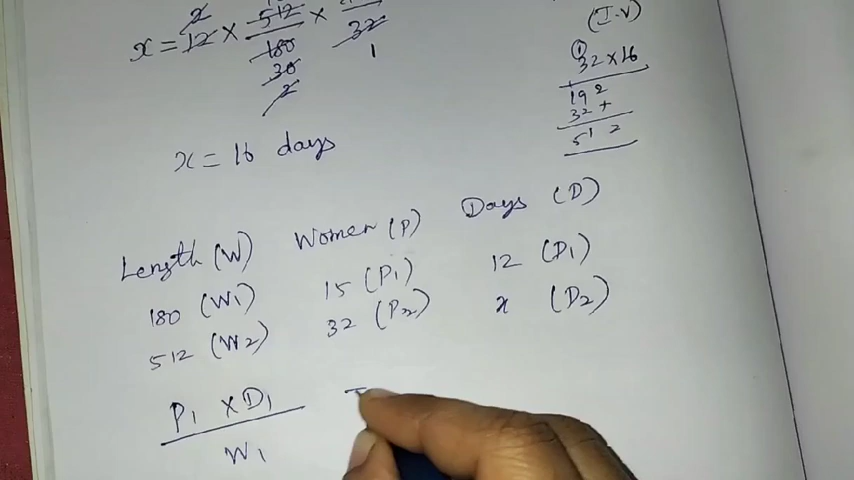 x = 12 × 512 ×
180 32
30 1
2
(I.V)
32 × 16
192
32 +
512
x = 16 days
Length (W) Women (P) Days (D)
180 (W1) 15 (P1) 12 (D1)
512 (W2) 32 (P2) x (D2)
P1 × D1
W1